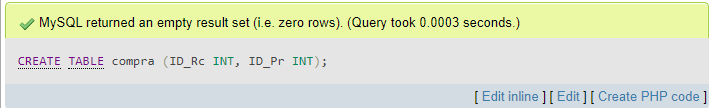 MySQL returned an empty result set (i.e. zero rows). (Query took 0.0003 seconds.)
CREATE TABLE compra (ID_Rc INT, ID_Pr INT);
[ Edit inline ] [ Edit ] [ Create PHP code ]